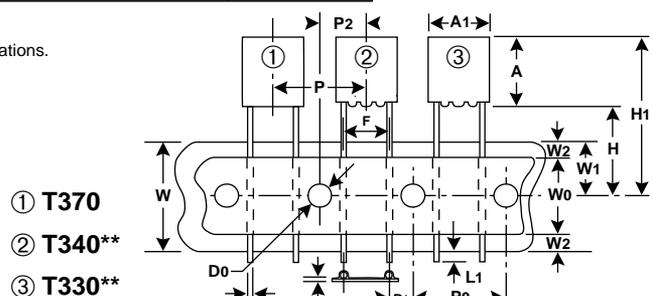 ations.
P2
A1
①
②
③
P
A
F
H1
H
W2
W1
W
W0
W2
D0
L1
① T370
② T340**
③ T330**